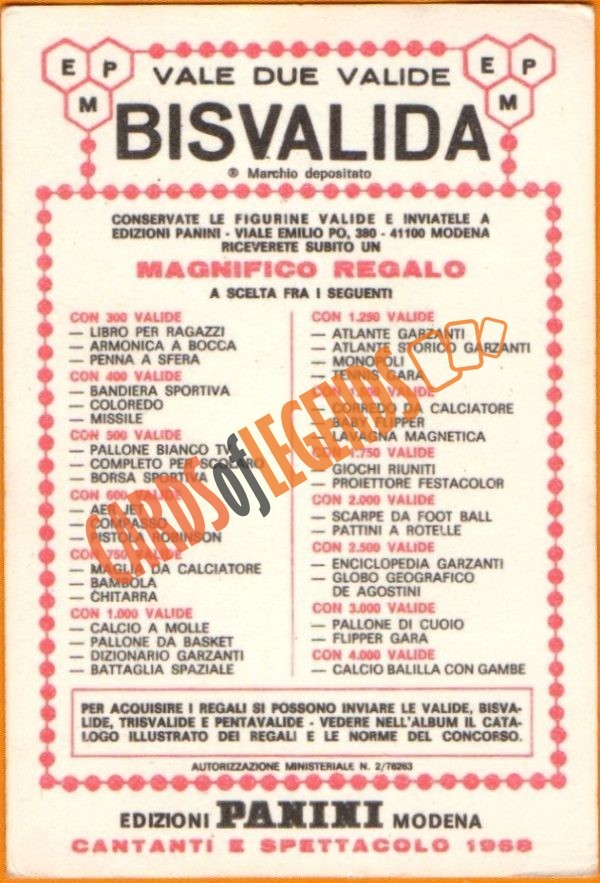 E P M
VALE DUE VALIDE
E P M
BISVALIDA
® Marchio depositato
CONSERVATE LE FIGURINE VALIDE E INVIATELE A
EDIZIONI PANINI - VIALE EMILIO PO, 380 - 41100 MODENA
RICEVERETE SUBITO UN
MAGNIFICO REGALO
A SCELTA FRA I SEGUENTI
CON 300 VALIDE
— LIBRO PER RAGAZZI
— ARMONICA A BOCCA
— PENNA A SFERA
CON 400 VALIDE
— BANDIERA SPORTIVA
— COLOREDO
— MISSILE
CON 500 VALIDE
— PALLONE BIANCO TV
— COMPLETO PER SCOLARO
— BORSA SPORTIVA
CON 600 VALIDE
— AER JET
— COMPASSO
— PISTOLA ROBINSON
CON 750 VALIDE
— MAGLIA DA CALCIATORE
— BAMBOLA
— CHITARRA
CON 1.000 VALIDE
— CALCIO A MOLLE
— PALLONE DA BASKET
— DIZIONARIO GARZANTI
— BATTAGLIA SPAZIALE
CON 1.250 VALIDE
— ATLANTE GARZANTI
— ATLANTE STORICO GARZANTI
— MONOPOLI
— TENNIS GARA
CON VALIDE
— CORREDO DA CALCIATORE
— BABY FLIPPER
— LAVAGNA MAGNETICA
CON 1.750 VALIDE
— GIOCHI RIUNITI
— PROIETTORE FESTACOLOR
CON 2.000 VALIDE
— SCARPE DA FOOT BALL
— PATTINI A ROTELLE
CON 2.500 VALIDE
— ENCICLOPEDIA GARZANTI
— GLOBO GEOGRAFICO
DE AGOSTINI
CON 3.000 VALIDE
— PALLONE DI CUOIO
— FLIPPER GARA
CON 4.000 VALIDE
— CALCIO BALILLA CON GAMBE
CARDS of LEGENDS
PER ACQUISIRE I REGALI SI POSSONO INVIARE LE VALIDE, BISVA-
LIDE, TRISVALIDE E PENTAVALIDE - VEDERE NELL'ALBUM IL CATA-
LOGO ILLUSTRATO DEI REGALI E LE NORME DEL CONCORSO.
AUTORIZZAZIONE MINISTERIALE N. 2/76263
EDIZIONI PANINI MODENA
CANTANTI E SPETTACOLO 1968